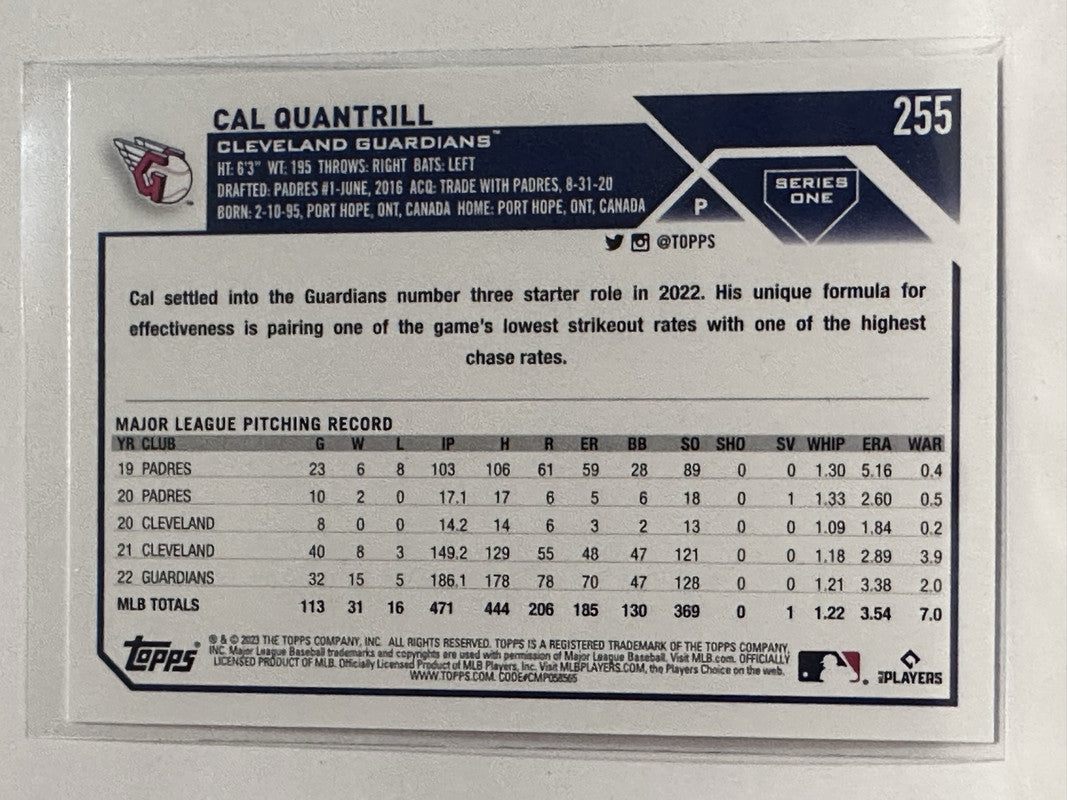 CAL QUANTRILL
255
CLEVELAND GUARDIANS™
HT: 6'3" WT: 195 THROWS: RIGHT BATS: LEFT
DRAFTED: PADRES #1-JUNE, 2016 ACQ: TRADE WITH PADRES, 8-31-20
BORN: 2-10-95, PORT HOPE, ONT, CANADA HOME: PORT HOPE, ONT, CANADA
P
SERIES
ONE
@TOPPS
Cal settled into the Guardians number three starter role in 2022. His unique formula for
effectiveness is pairing one of the game's lowest strikeout rates with one of the highest
chase rates.
MAJOR LEAGUE PITCHING RECORD
YR CLUB G W L IP H R ER BB SO SHO SV WHIP ERA WAR
19 PADRES 23 6 8 103 106 61 59 28 89 0 0 1.30 5.16 0.4
20 PADRES 10 2 0 17.1 17 6 5 6 18 0 1 1.33 2.60 0.5
20 CLEVELAND 8 0 0 14.2 14 6 3 2 13 0 0 1.09 1.84 0.2
21 CLEVELAND 40 8 3 149.2 129 55 48 47 121 0 0 1.18 2.89 3.9
22 GUARDIANS 32 15 5 186.1 178 78 70 47 128 0 0 1.21 3.38 2.0
MLB TOTALS 113 31 16 471 444 206 185 130 369 0 1 1.22 3.54 7.0
Topps
® & © 2023 THE TOPPS COMPANY, INC. ALL RIGHTS RESERVED. TOPPS IS A REGISTERED TRADEMARK OF THE TOPPS COMPANY,
INC. Major League Baseball trademarks and copyrights are used with permission of Major League Baseball. Visit MLB.com. OFFICIALLY
LICENSED PRODUCT OF MLB. Officially Licensed Product of MLB Players, Inc. Visit MLBPLAYERS.COM, the Players Choice on the web.
WWW.TOPPS.COM. CODE#CMP058565
MLB PLAYERS